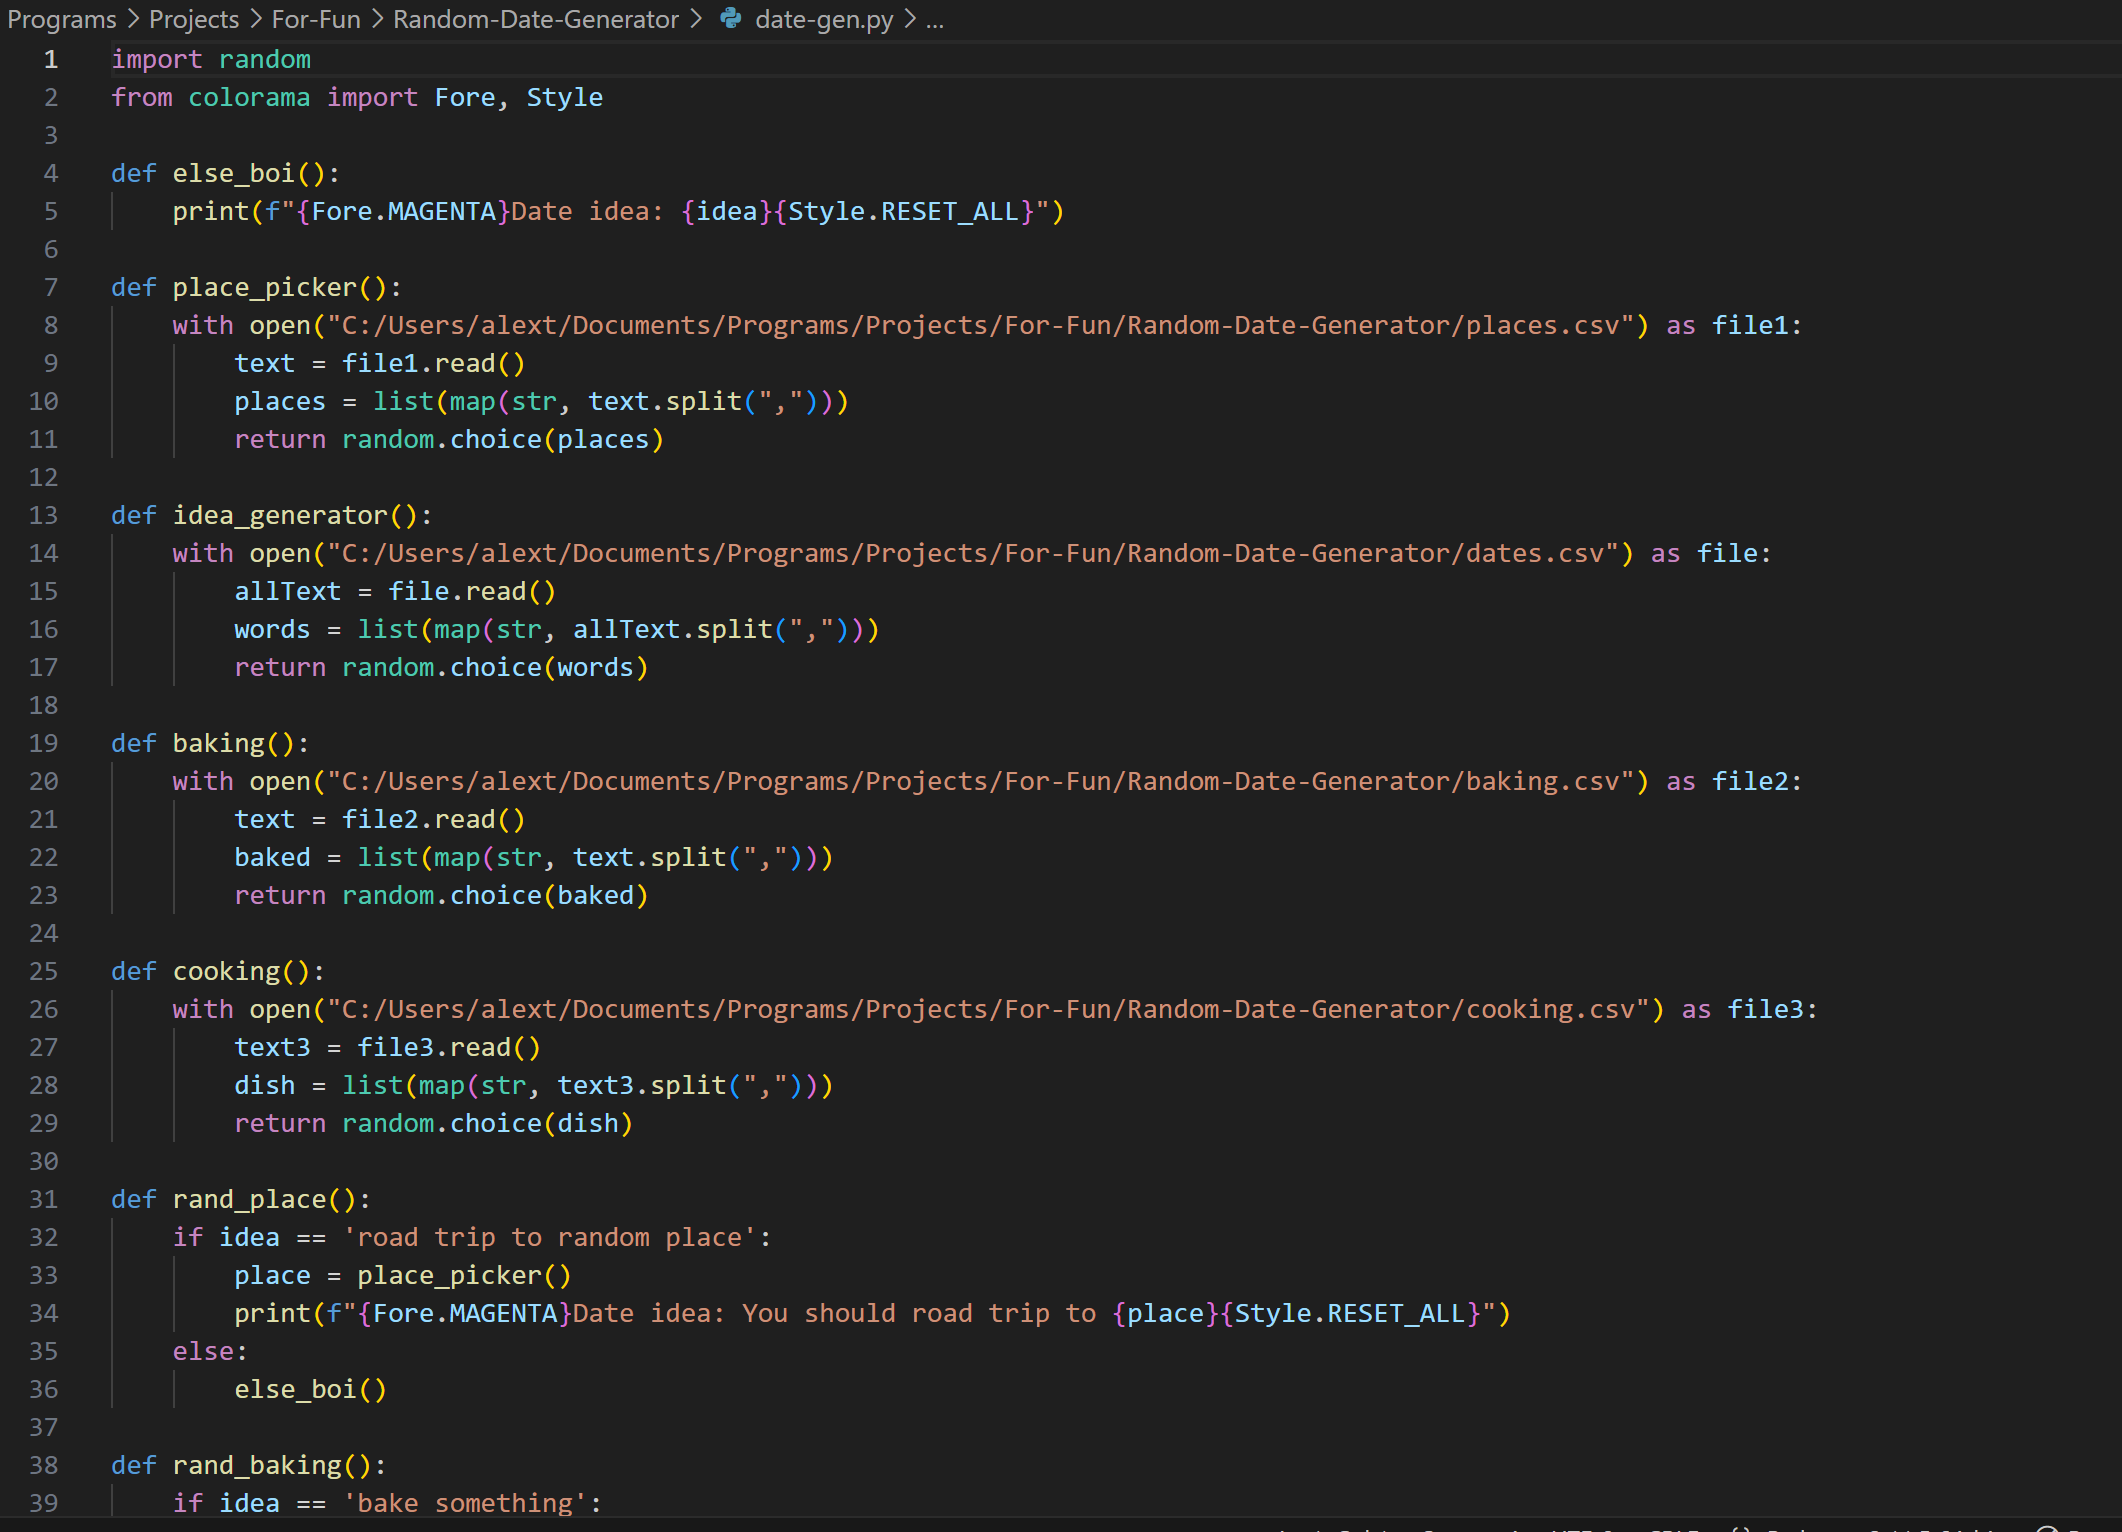 Programs > Projects > For-Fun > Random-Date-Generator > date-gen.py > ...
1 import random
2 from colorama import Fore, Style
3
4 def else_boi():
5     print(f"{Fore.MAGENTA}Date idea: {idea}{Style.RESET_ALL}")
6
7 def place_picker():
8     with open("C:/Users/alext/Documents/Programs/Projects/For-Fun/Random-Date-Generator/places.csv") as file1:
9         text = file1.read()
10         places = list(map(str, text.split(",")))
11         return random.choice(places)
12
13 def idea_generator():
14     with open("C:/Users/alext/Documents/Programs/Projects/For-Fun/Random-Date-Generator/dates.csv") as file:
15         allText = file.read()
16         words = list(map(str, allText.split(",")))
17         return random.choice(words)
18
19 def baking():
20     with open("C:/Users/alext/Documents/Programs/Projects/For-Fun/Random-Date-Generator/baking.csv") as file2:
21         text = file2.read()
22         baked = list(map(str, text.split(",")))
23         return random.choice(baked)
24
25 def cooking():
26     with open("C:/Users/alext/Documents/Programs/Projects/For-Fun/Random-Date-Generator/cooking.csv") as file3:
27         text3 = file3.read()
28         dish = list(map(str, text3.split(",")))
29         return random.choice(dish)
30
31 def rand_place():
32     if idea == 'road trip to random place':
33         place = place_picker()
34         print(f"{Fore.MAGENTA}Date idea: You should road trip to {place}{Style.RESET_ALL}")
35     else:
36         else_boi()
37
38 def rand_baking():
39     if idea == 'bake something':